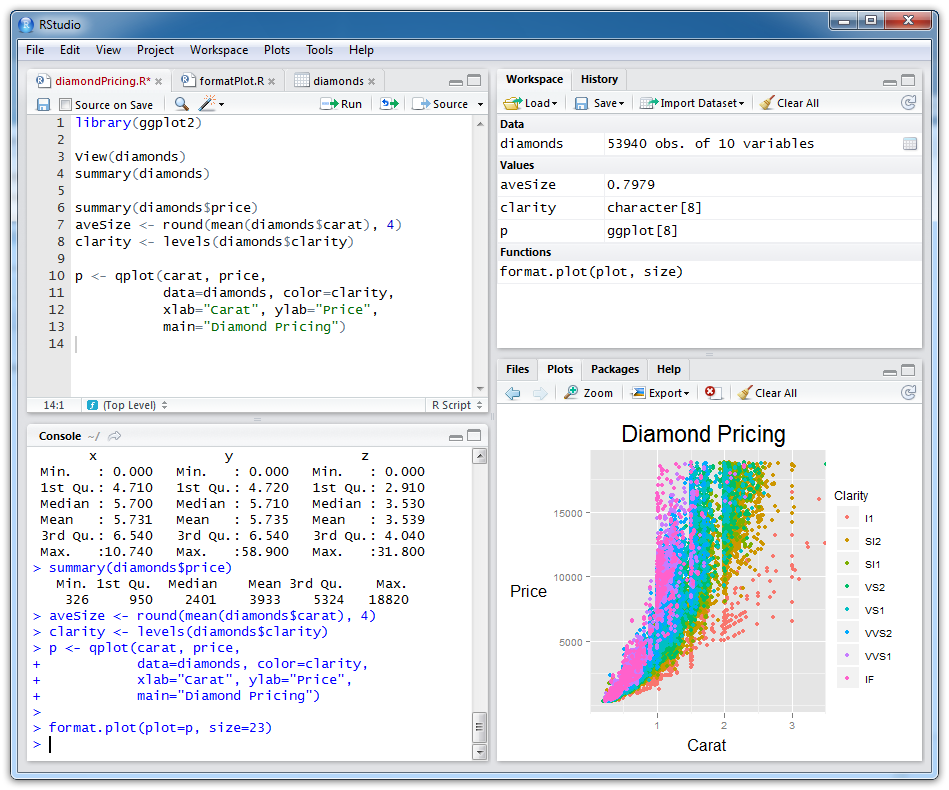 RStudio
File Edit View Project Workspace Plots Tools Help
diamondPricing.R* formatPlot.R diamonds
Source on Save Run Source
1 library(ggplot2)
2
3 View(diamonds)
4 summary(diamonds)
5
6 summary(diamonds$price)
7 aveSize <- round(mean(diamonds$carat), 4)
8 clarity <- levels(diamonds$clarity)
9
10 p <- qplot(carat, price,
11 data=diamonds, color=clarity,
12 xlab="Carat", ylab="Price",
13 main="Diamond Pricing")
14
14:1 (Top Level) R Script
Console ~/
x y z
Min. : 0.000 Min. : 0.000 Min. : 0.000
1st Qu.: 4.710 1st Qu.: 4.720 1st Qu.: 2.910
Median : 5.700 Median : 5.710 Median : 3.530
Mean : 5.731 Mean : 5.735 Mean : 3.539
3rd Qu.: 6.540 3rd Qu.: 6.540 3rd Qu.: 4.040
Max. :10.740 Max. :58.900 Max. :31.800
> summary(diamonds$price)
Min. 1st Qu. Median Mean 3rd Qu. Max.
326 950 2401 3933 5324 18820
> aveSize <- round(mean(diamonds$carat), 4)
> clarity <- levels(diamonds$clarity)
> p <- qplot(carat, price,
+ data=diamonds, color=clarity,
+ xlab="Carat", ylab="Price",
+ main="Diamond Pricing")
>
> format.plot(plot=p, size=23)
>
Workspace History
Load Save Import Dataset Clear All
Data
diamonds 53940 obs. of 10 variables
Values
aveSize 0.7979
clarity character[8]
p ggplot[8]
Functions
format.plot(plot, size)
Files Plots Packages Help
Zoom Export Clear All
Diamond Pricing
Price
15000
10000
5000
1 2 3
Carat
Clarity
I1
SI2
SI1
VS2
VS1
VVS2
VVS1
IF